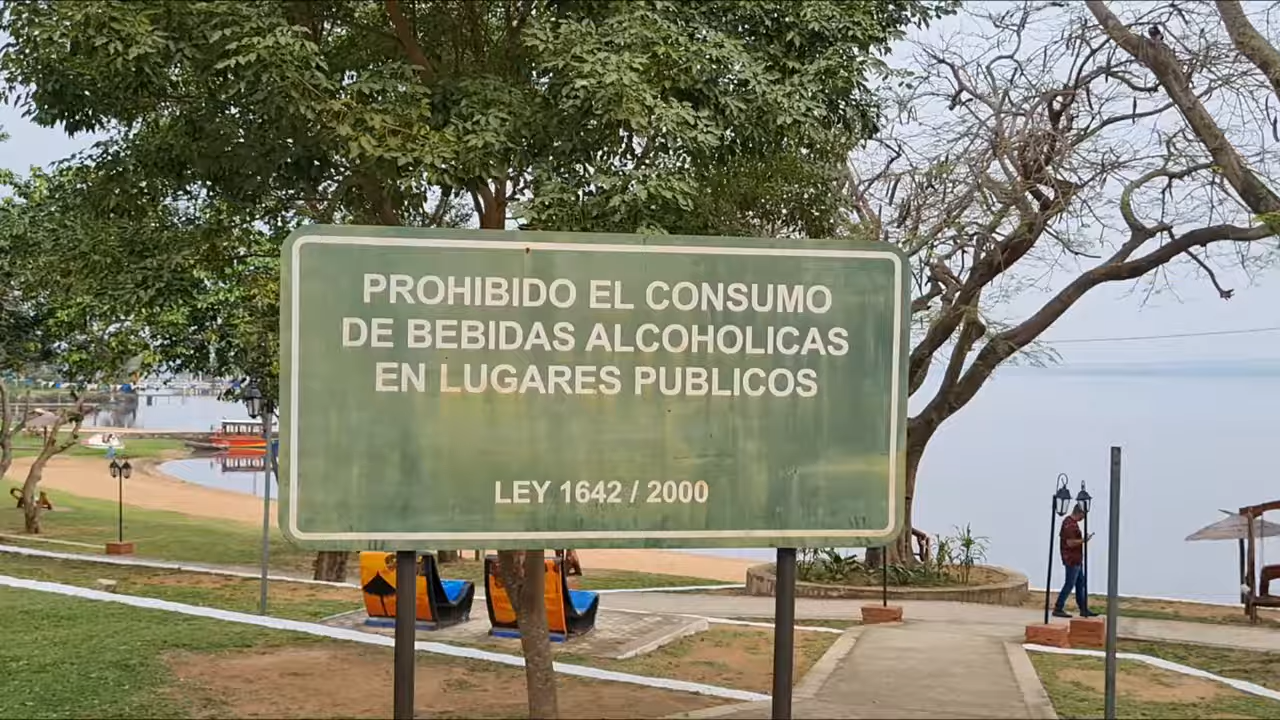 PROHIBIDO EL CONSUMO
DE BEBIDAS ALCOHOLICAS
EN LUGARES PUBLICOS
LEY 1642 / 2000